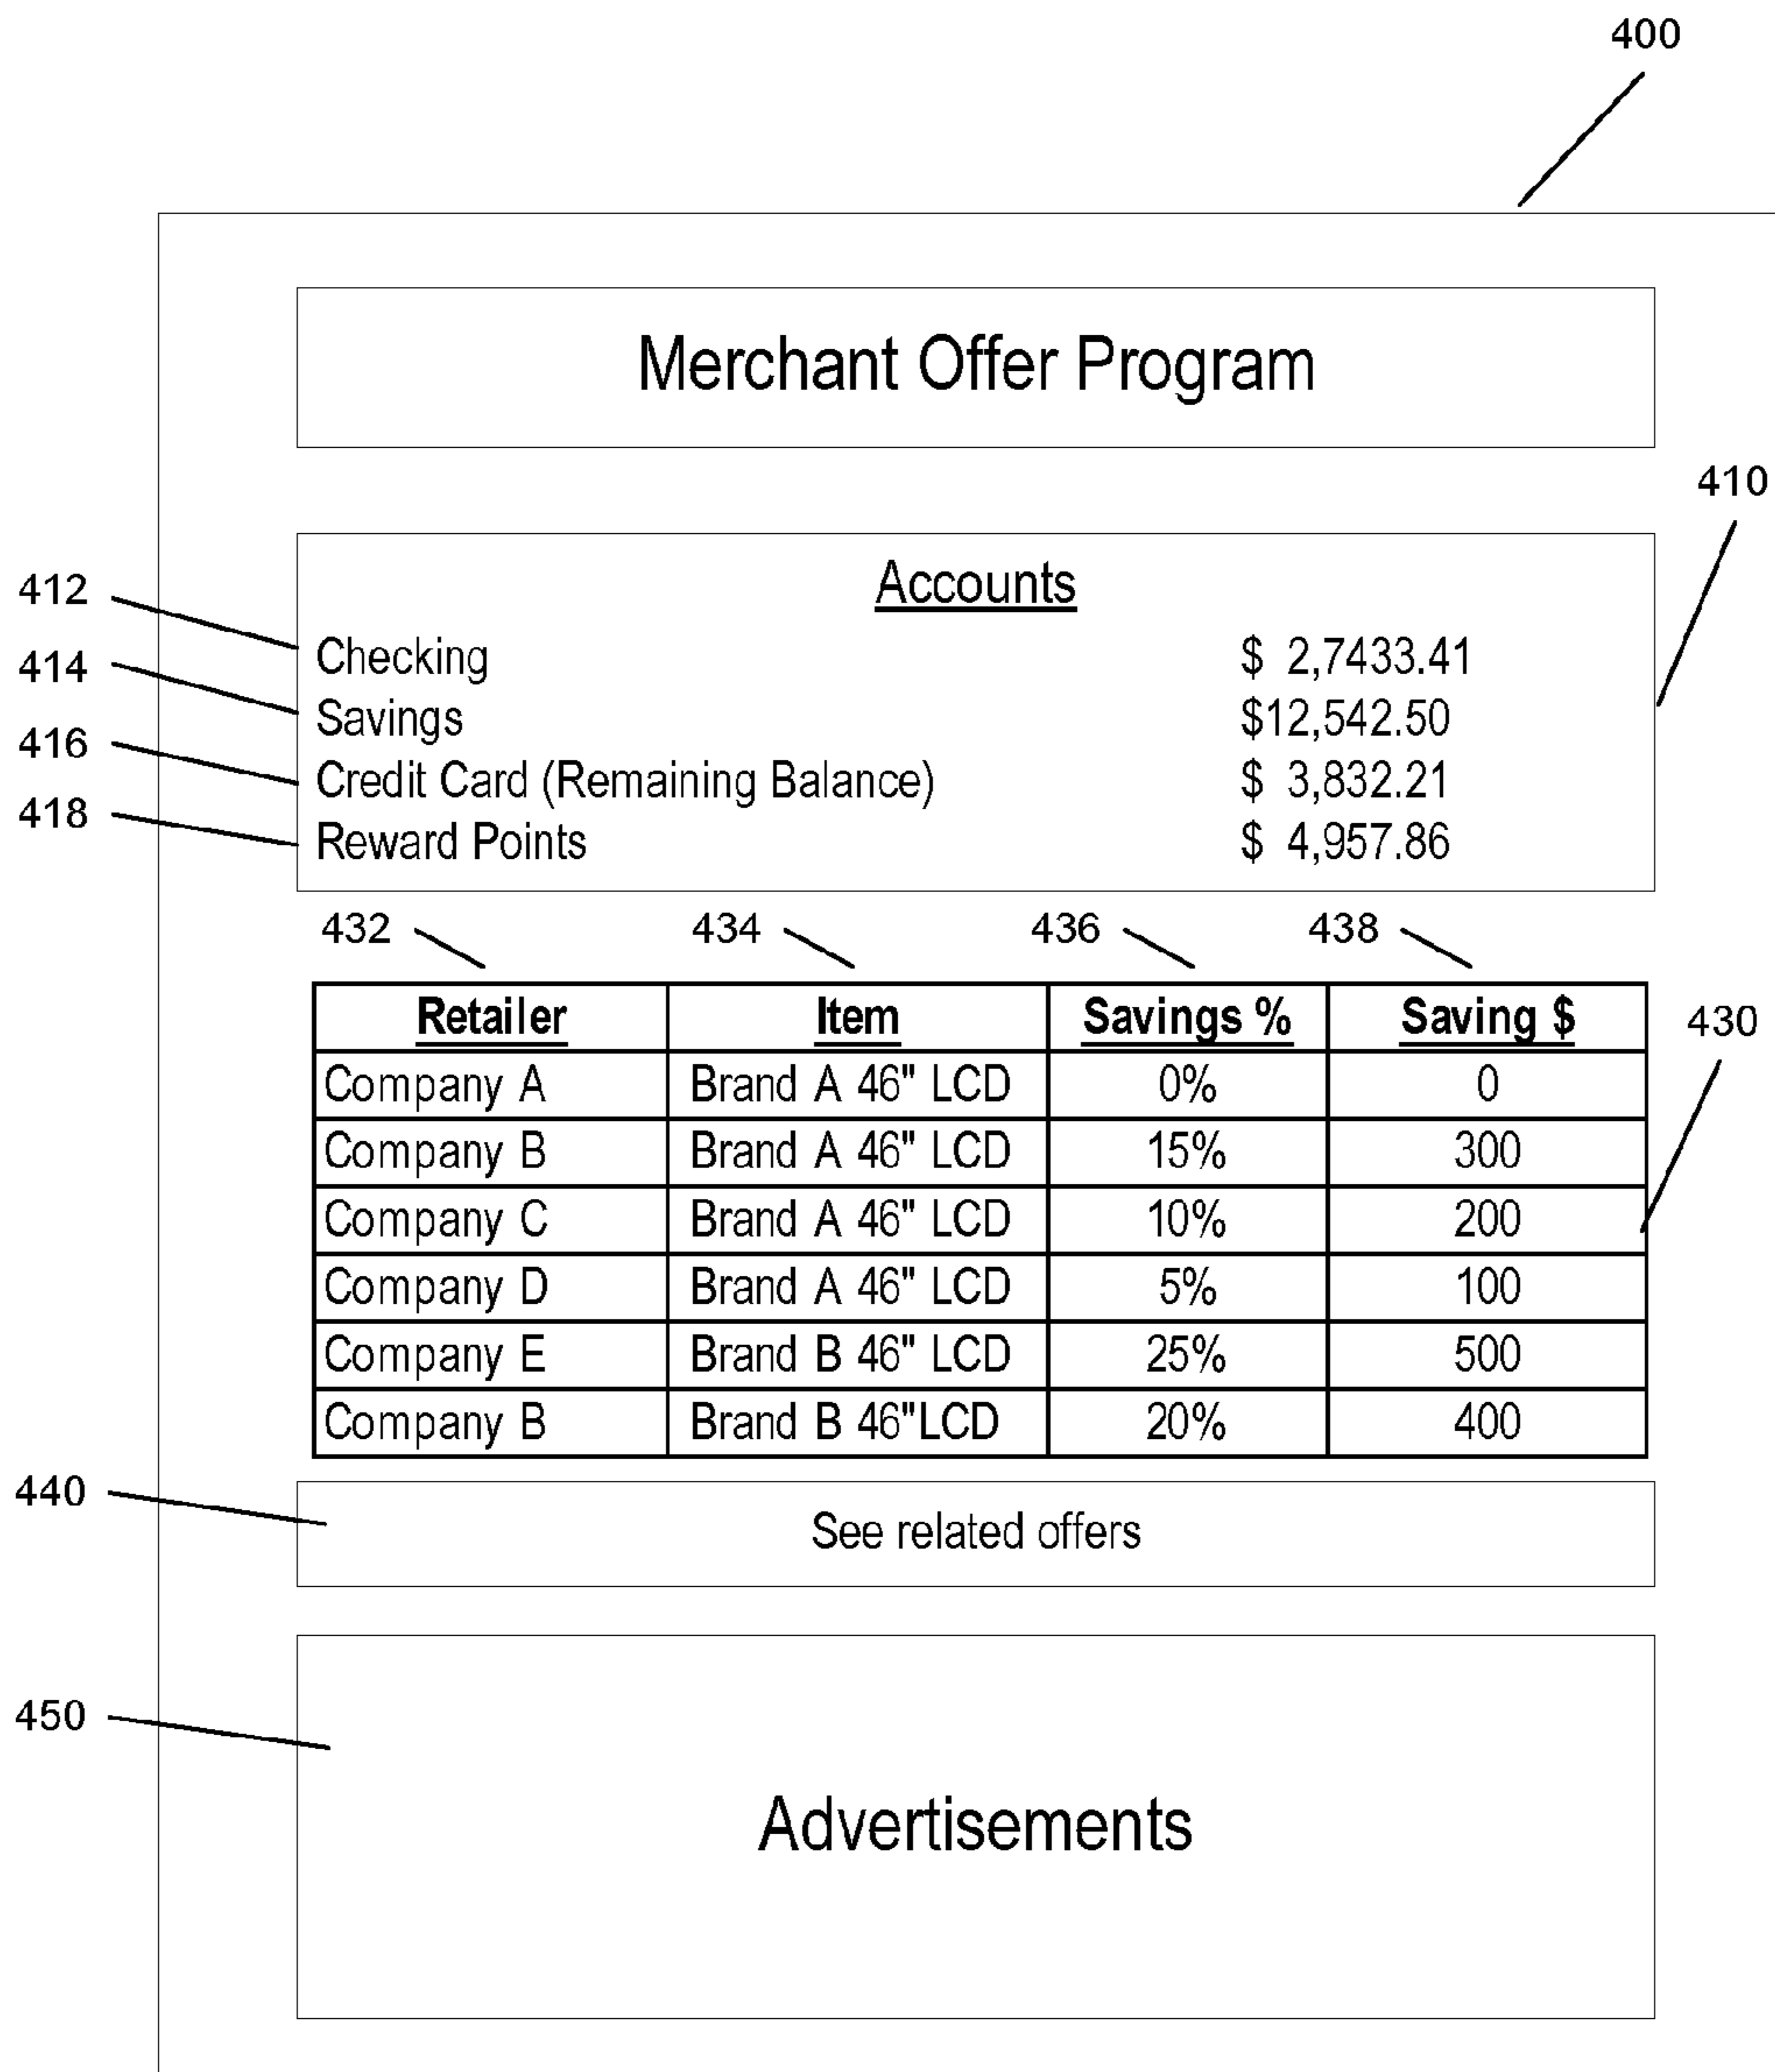 400
Merchant Offer Program
410
Accounts
412 Checking $ 2,7433.41
414 Savings $12,542.50
416 Credit Card (Remaining Balance) $ 3,832.21
418 Reward Points $ 4,957.86
432 434 436 438
Retailer Item Savings % Saving $
430
Company A Brand A 46" LCD 0% 0
Company B Brand A 46" LCD 15% 300
Company C Brand A 46" LCD 10% 200
Company D Brand A 46" LCD 5% 100
Company E Brand B 46" LCD 25% 500
Company B Brand B 46"LCD 20% 400
440
See related offers
450
Advertisements